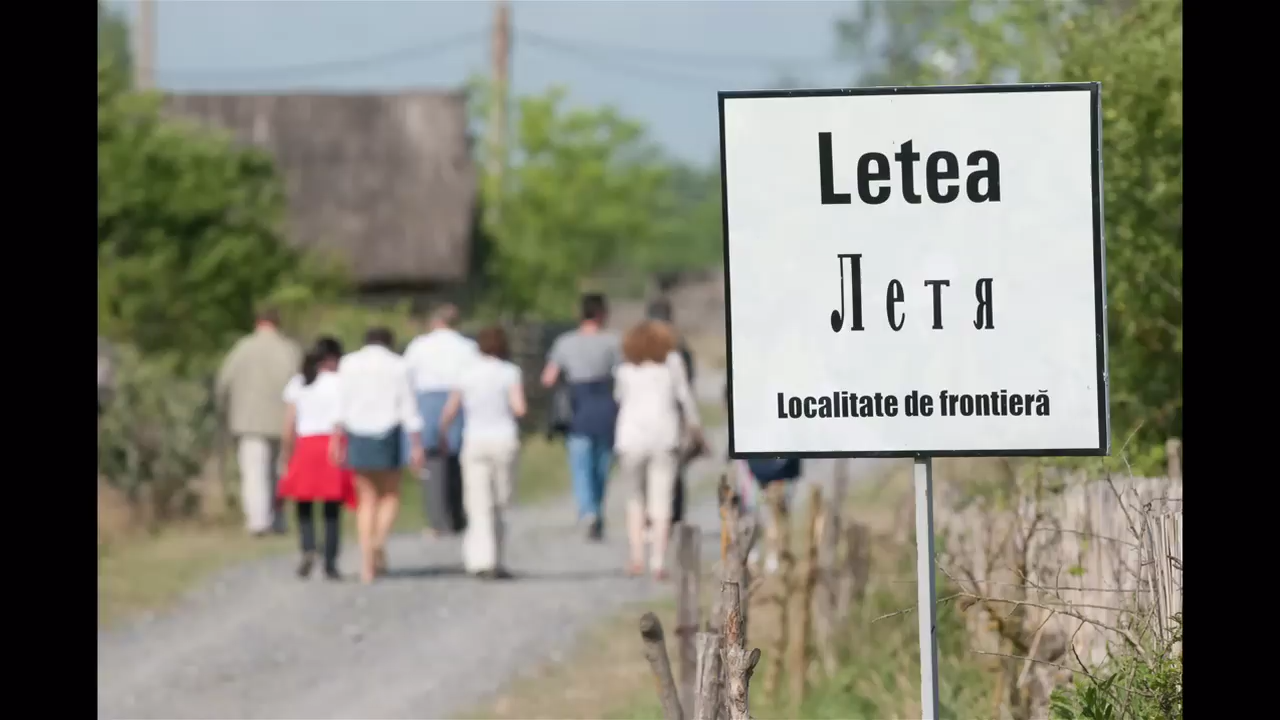 Letea
Летя
Localitate de frontieră